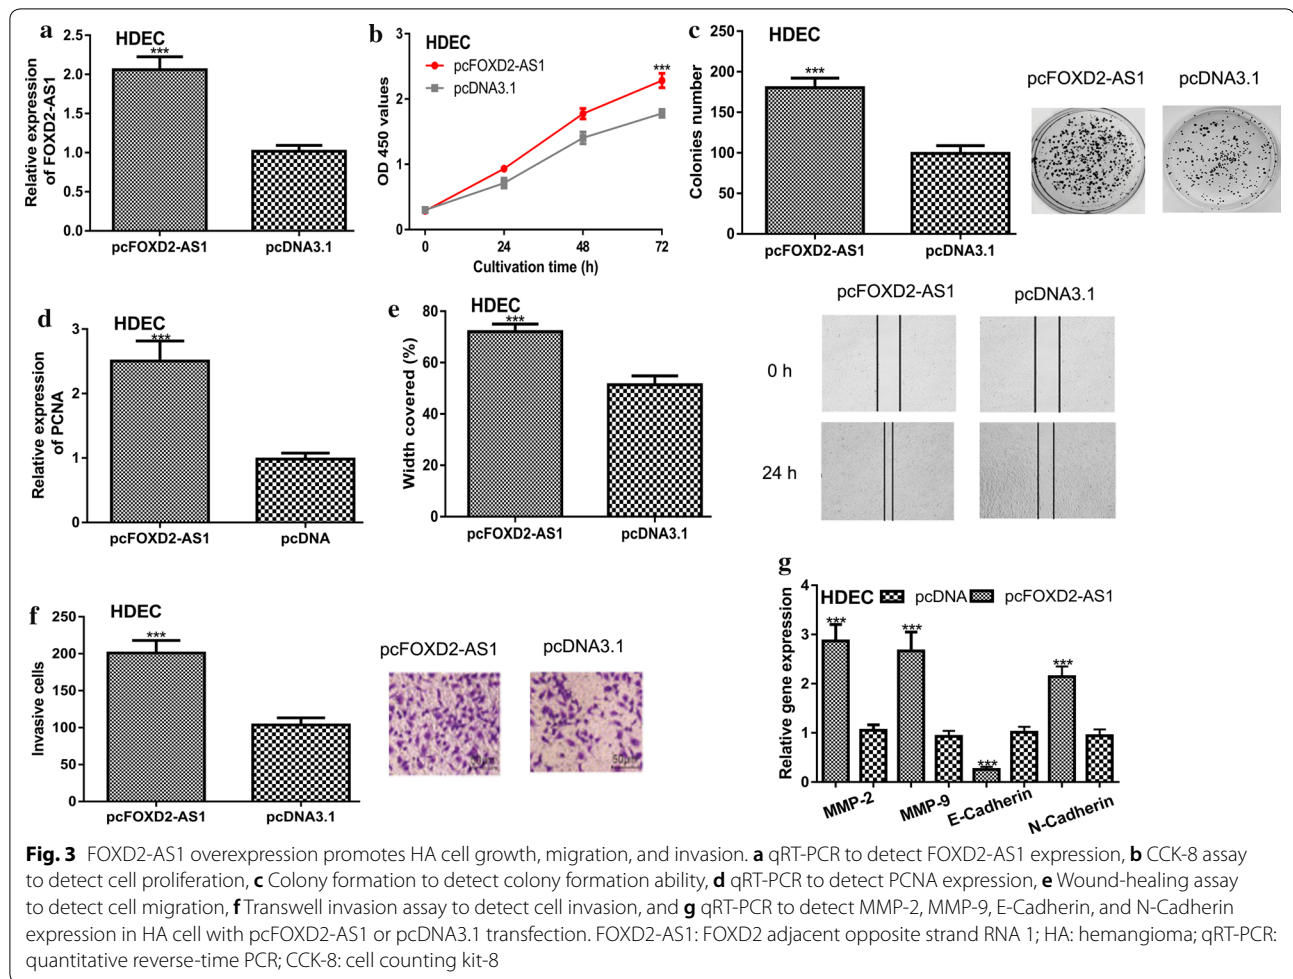 a
HDEC
Relative expression
of FOXD2-AS1
2.5
2.0
1.5
1.0
0.5
0.0
***
pcFOXD2-AS1
pcDNA3.1
b
HDEC
pcFOXD2-AS1
pcDNA3.1
OD 450 values
3
2
1
0
***
0
24
48
72
Cultivation time (h)
c
HDEC
Colonies number
250
200
150
100
50
0
***
pcFOXD2-AS1
pcDNA3.1
pcFOXD2-AS1
pcDNA3.1
d
HDEC
Relative expression
of PCNA
3
2
1
0
***
pcFOXD2-AS1
pcDNA
e
HDEC
Width covered (%)
80
60
40
20
0
***
pcFOXD2-AS1
pcDNA3.1
pcFOXD2-AS1
pcDNA3.1
0 h
24 h
f
HDEC
Invasive cells
250
200
150
100
50
0
***
pcFOXD2-AS1
pcDNA3.1
pcFOXD2-AS1
pcDNA3.1
50μm
g
HDEC
pcDNA
pcFOXD2-AS1
Relative gene expression
4
3
2
1
0
***
***
***
***
MMP-2
MMP-9
E-Cadherin
N-Cadherin
Fig. 3 FOXD2-AS1 overexpression promotes HA cell growth, migration, and invasion. a qRT-PCR to detect FOXD2-AS1 expression, b CCK-8 assay
to detect cell proliferation, c Colony formation to detect colony formation ability, d qRT-PCR to detect PCNA expression, e Wound-healing assay
to detect cell migration, f Transwell invasion assay to detect cell invasion, and g qRT-PCR to detect MMP-2, MMP-9, E-Cadherin, and N-Cadherin
expression in HA cell with pcFOXD2-AS1 or pcDNA3.1 transfection. FOXD2-AS1: FOXD2 adjacent opposite strand RNA 1; HA: hemangioma; qRT-PCR:
quantitative reverse-time PCR; CCK-8: cell counting kit-8